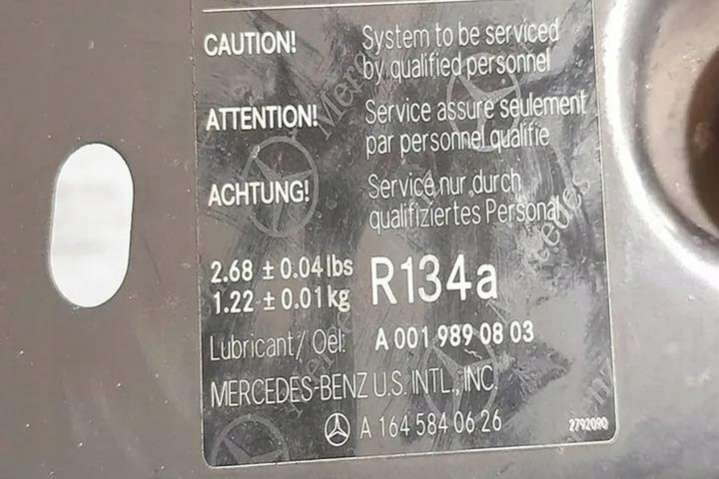 CAUTION! System to be serviced
by qualified personnel
ATTENTION! Service assure seulement
par personnel qualifie
ACHTUNG! Service nur durch
qualifiziertes Personal
2.68 ± 0.04 lbs
1.22 ± 0.01 kg
R134a
Lubricant/ Oel: A 001 989 08 03
MERCEDES-BENZ U.S. INTL., INC.
A 164 584 06 26 2792090